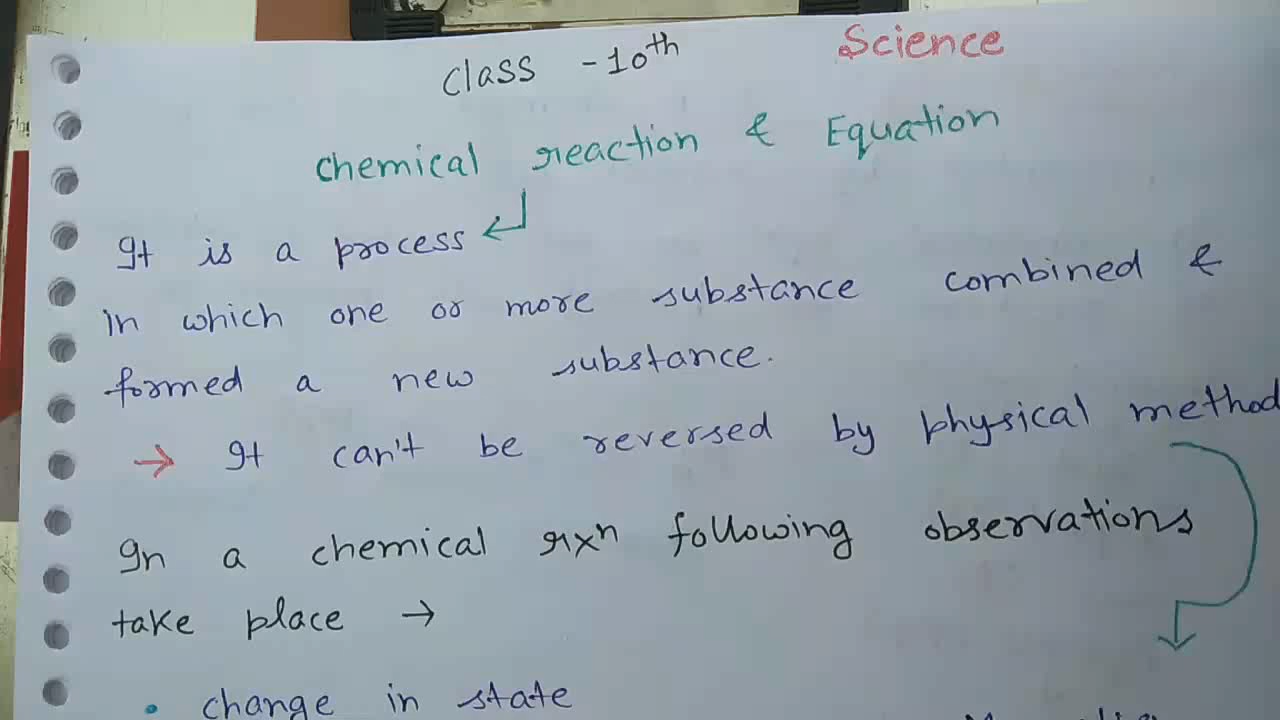 Class - 10th Science
Chemical reaction & Equation
It is a process
in which one or more substance combined &
formed a new substance.
→ It can't be reversed by physical method
In a chemical rxn following observations
take place →
• change in state